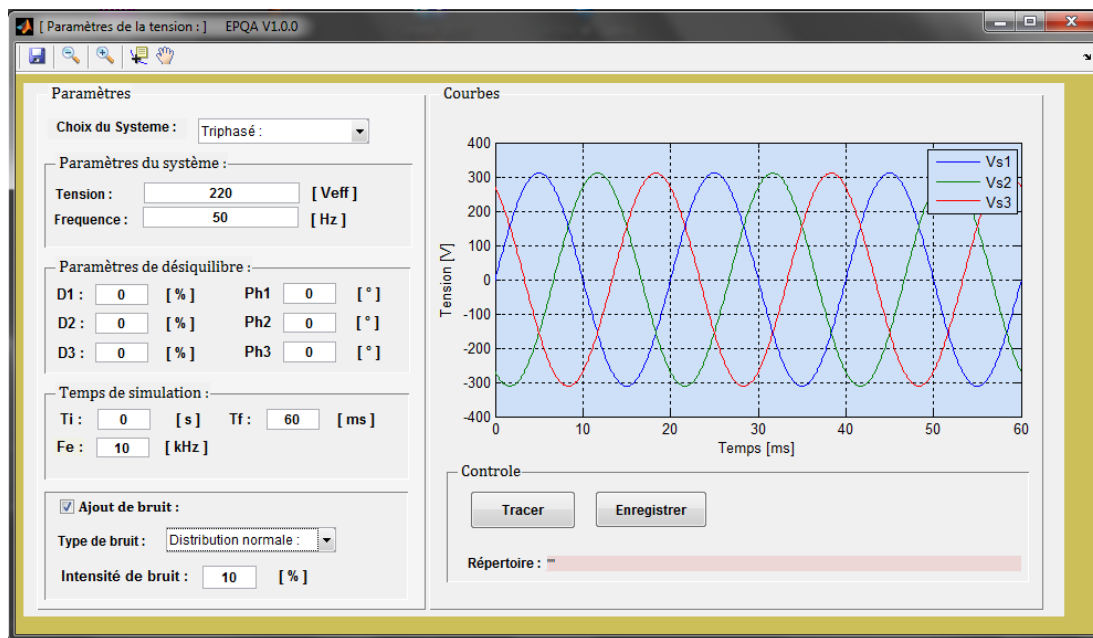 [ Paramètres de la tension : ] EPQA V1.0.0
Paramètres
Choix du Systeme : Triphasé :
Paramètres du système :
Tension : 220 [ Veff ]
Frequence : 50 [ Hz ]
Paramètres de désiquilibre :
D1 : 0 [ % ] Ph1 0 [ ° ]
D2 : 0 [ % ] Ph2 0 [ ° ]
D3 : 0 [ % ] Ph3 0 [ ° ]
Temps de simulation :
Ti : 0 [ s ] Tf : 60 [ ms ]
Fe : 10 [ kHz ]
Ajout de bruit :
Type de bruit : Distribution normale :
Intensité de bruit : 10 [ % ]
Courbes
400
300
200
100
0
-100
-200
-300
-400
Tension [V]
Vs1
Vs2
Vs3
0 10 20 30 40 50 60
Temps [ms]
Controle
Tracer Enregistrer
Répertoire : ""